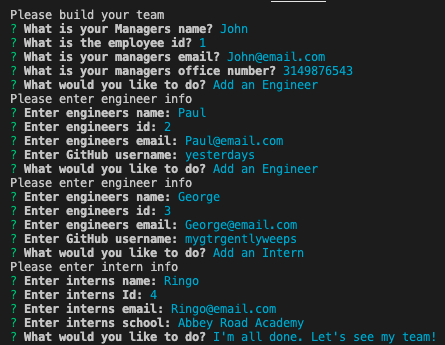 Please build your team
? What is your Managers name? John
? What is the employee id? 1
? What is your managers email? John@email.com
? What is your managers office number? 3149876543
? What would you like to do? Add an Engineer
Please enter engineer info
? Enter engineers name: Paul
? Enter engineers id: 2
? Enter engineers email: Paul@email.com
? Enter GitHub username: yesterdays
? What would you like to do? Add an Engineer
Please enter engineer info
? Enter engineers name: George
? Enter engineers id: 3
? Enter engineers email: George@email.com
? Enter GitHub username: mygtrgentlyweeps
? What would you like to do? Add an Intern
Please enter intern info
? Enter interns name: Ringo
? Enter interns Id: 4
? Enter interns email: Ringo@email.com
? Enter interns school: Abbey Road Academy
? What would you like to do? I'm all done. Let's see my team!